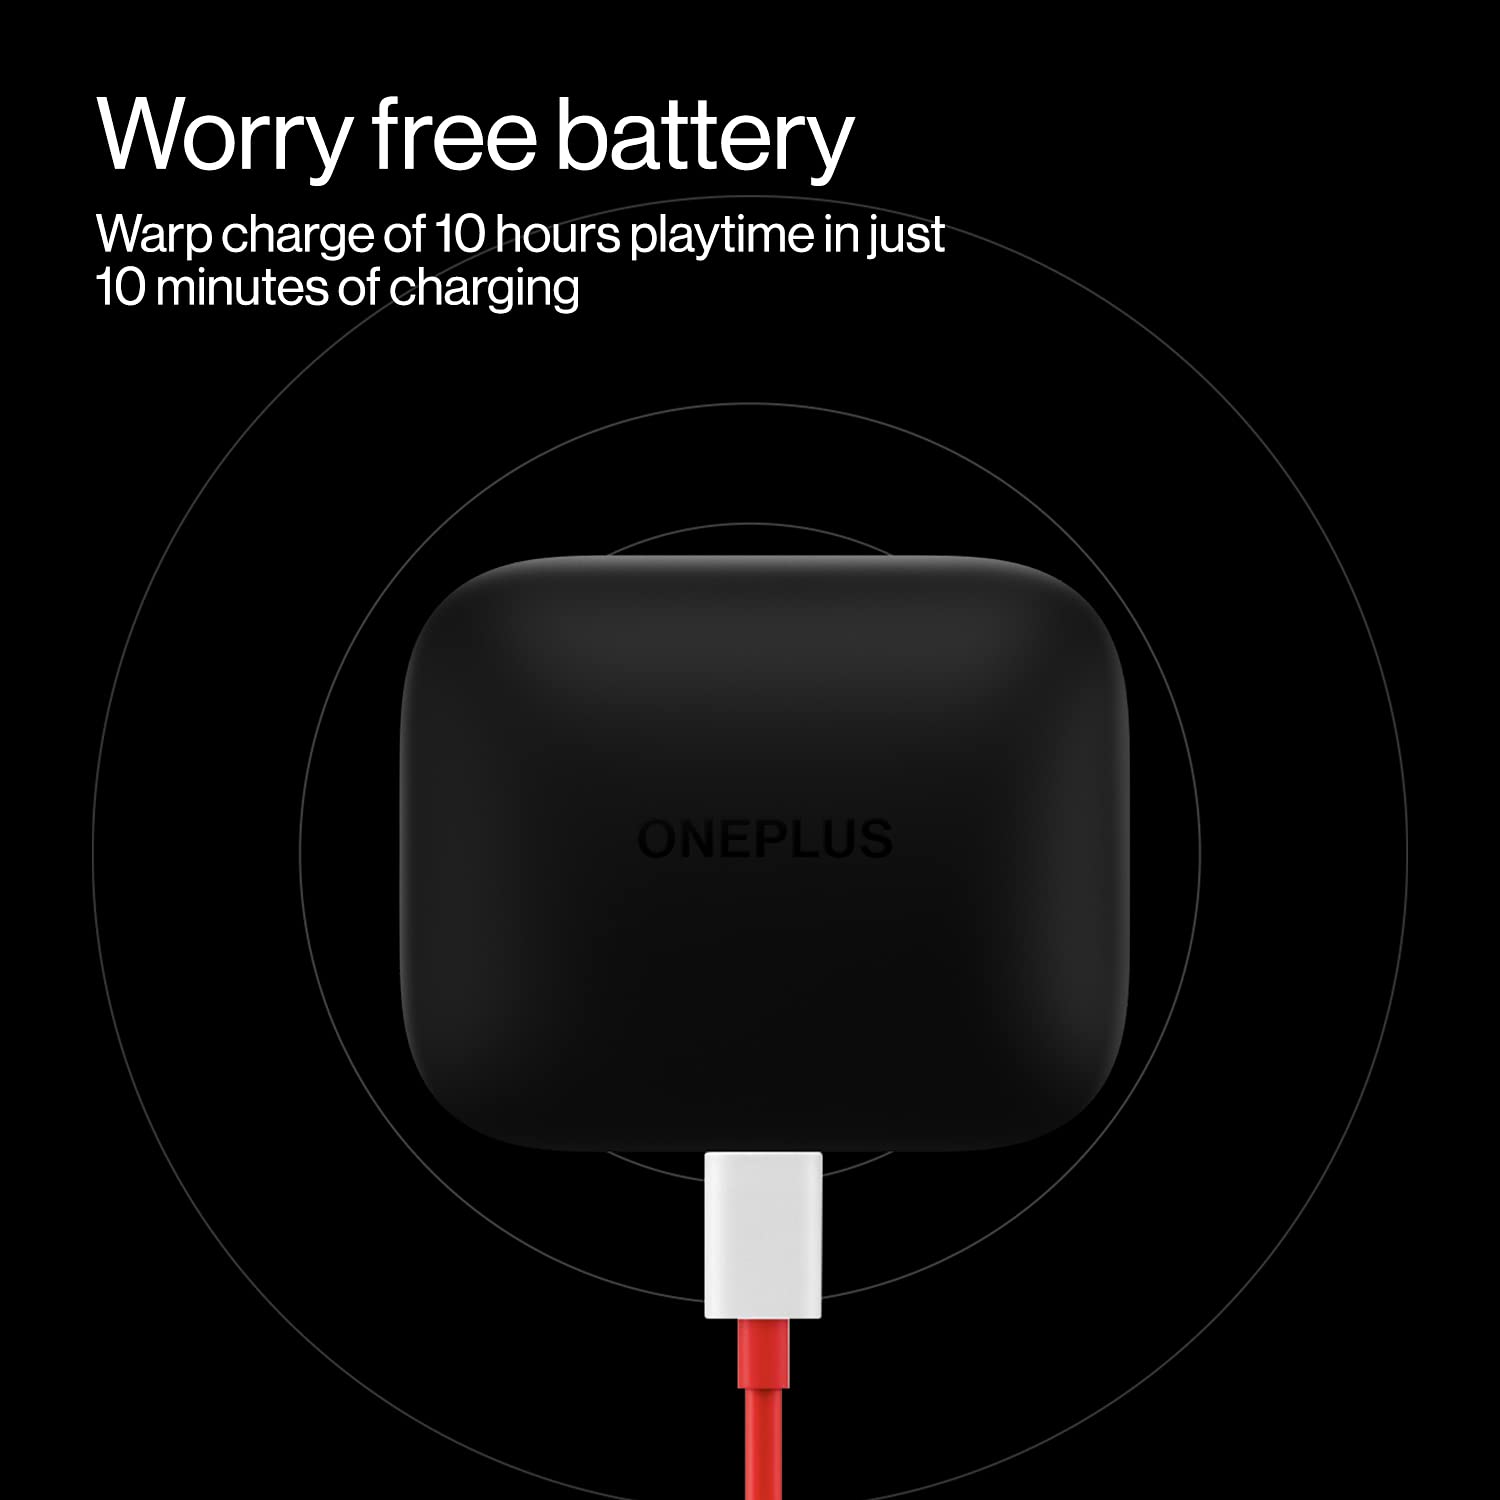 Worry free battery
Warp charge of 10 hours playtime in just
10 minutes of charging
ONEPLUS